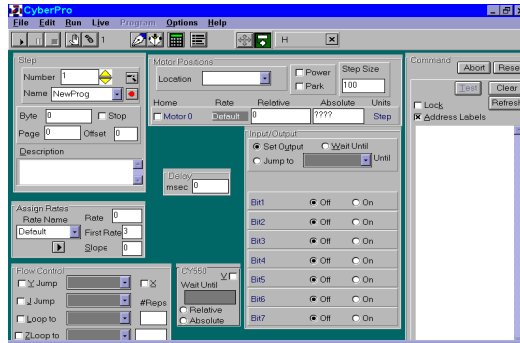 CyberPro
File Edit Run Live Program Options Help
1 H
Step
Number 1
Name NewProg
Byte 0 Stop
Page 0 Offset 0
Description
Motor Positions
Location
Power
Park
Step Size
100
Home Rate Relative Absolute Units
Motor 0 Default 0 ???? Step
Command
Abort Rese
Test Clear
Lock Refresh
Address Labels
Delay
msec 0
Input/Output
Set Output Wait Until
Jump to Until
Bit1 Off On
Bit2 Off On
Bit3 Off On
Bit4 Off On
Bit5 Off On
Bit6 Off On
Bit7 Off On
Assign Rates
Rate Name Rate 0
Default First Rate 3
Slope 0
Flow Control
Y Jump X
J Jump #Reps
Loop to
ZLoop to
CY550 V
Wait Until
Relative
Absolute